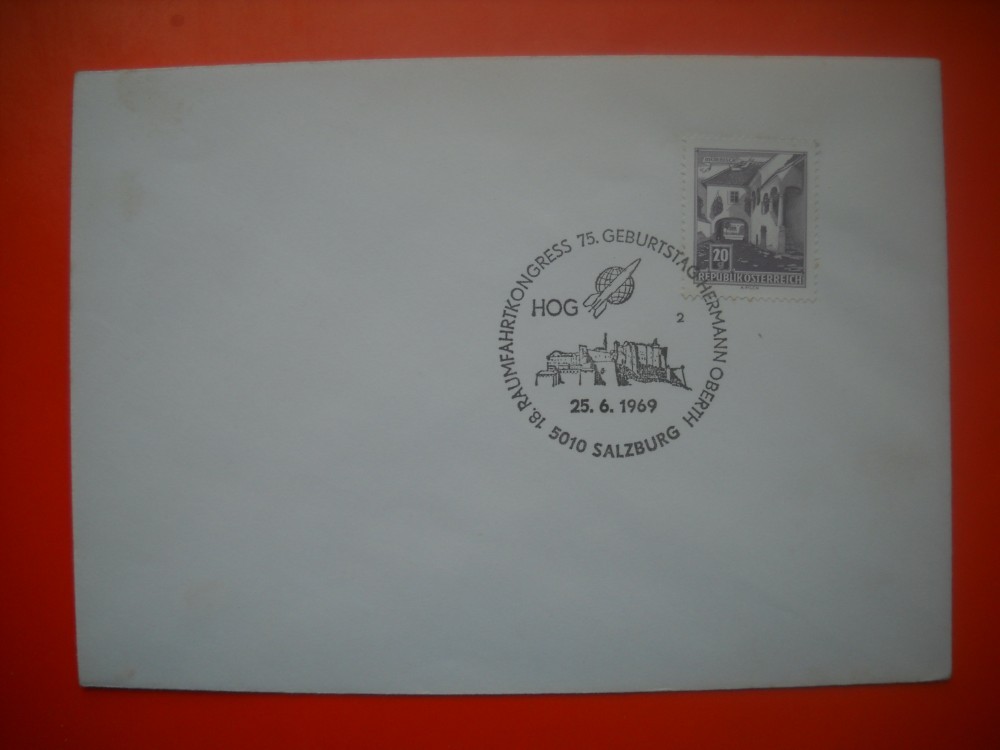 20
REPUBLIK ÖSTERREICH
18. RAUMFAHRTKONGRESS 75. GEBURTSTAG HERMANN OBERTH
HOG
2
25. 6. 1969
5010 SALZBURG